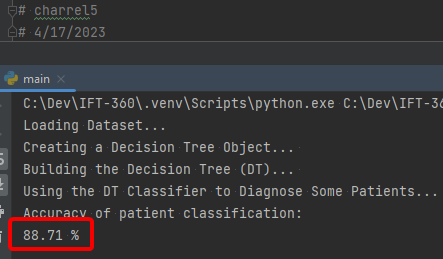 # charrel5
# 4/17/2023
main
C:\Dev\IFT-360\.venv\Scripts\python.exe C:\Dev\IFT-36
Loading Dataset...
Creating a Decision Tree Object...
Building the Decision Tree (DT)...
Using the DT Classifier to Diagnose Some Patients...
Accuracy of patient classification:
88.71 %